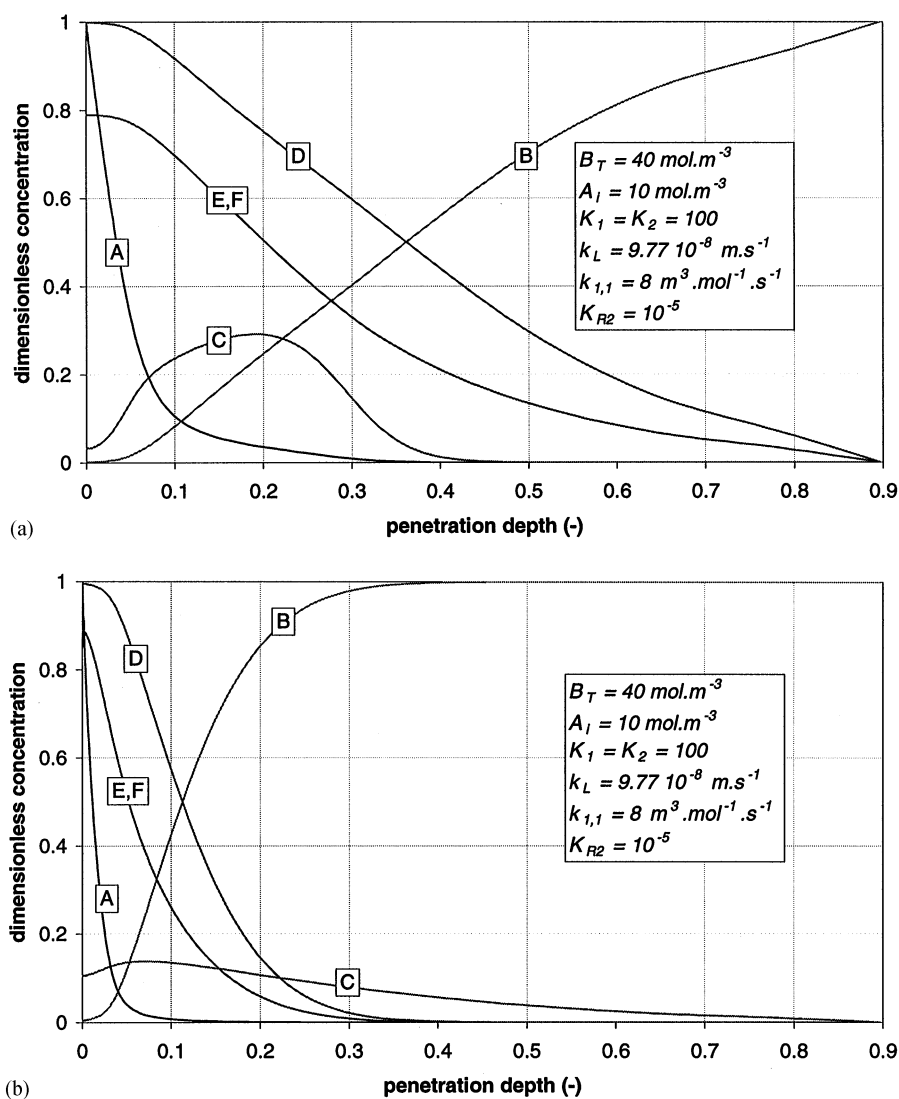 1
0.8
0.6
0.4
0.2
0
dimensionless concentration
D
E,F
A
C
B
B_T = 40 mol.m^-3
A_i = 10 mol.m^-3
K_1 = K_2 = 100
k_L = 9.77 10^-8 m.s^-1
k_1,1 = 8 m^3.mol^-1.s^-1
K_R2 = 10^-5
0 0.1 0.2 0.3 0.4 0.5 0.6 0.7 0.8 0.9
penetration depth (-)
(a)
1
0.8
0.6
0.4
0.2
0
dimensionless concentration
B
D
E,F
A
C
B_T = 40 mol.m^-3
A_i = 10 mol.m^-3
K_1 = K_2 = 100
k_L = 9.77 10^-8 m.s^-1
k_1,1 = 8 m^3.mol^-1.s^-1
K_R2 = 10^-5
0 0.1 0.2 0.3 0.4 0.5 0.6 0.7 0.8 0.9
penetration depth (-)
(b)